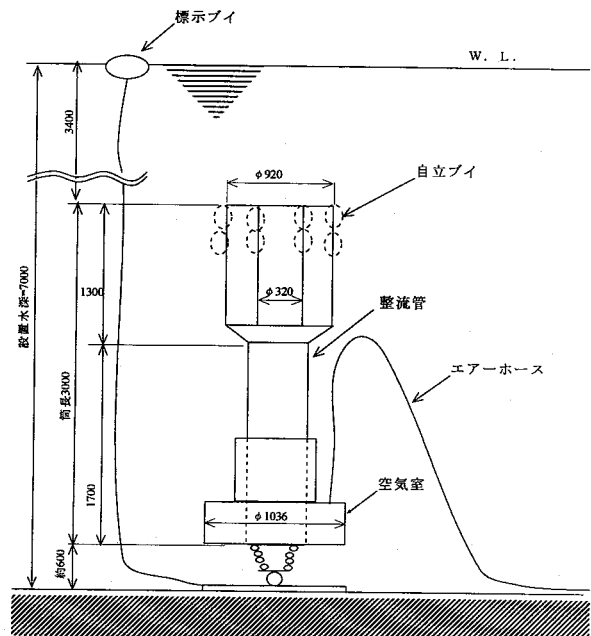 標示ブイ
W. L.
3400
φ920
自立ブイ
設置水深=7000
筒長3000
1300
φ320
整流管
エアーホース
1700
空気室
φ1036
約600